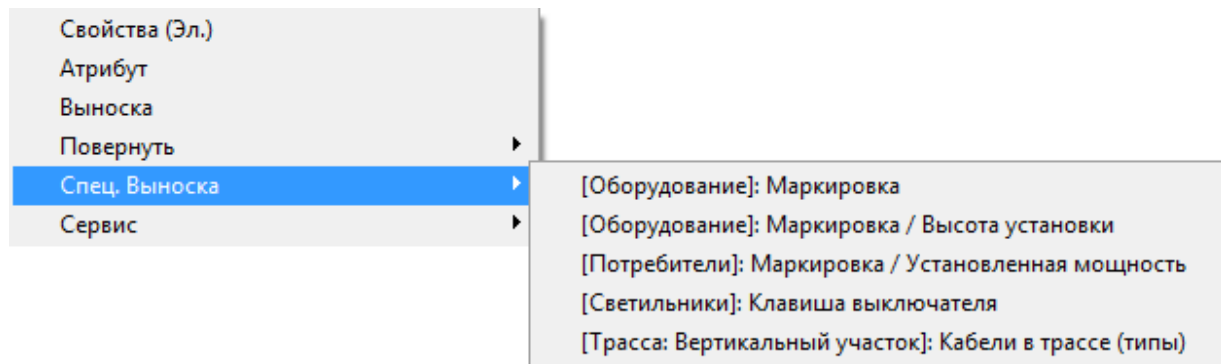 Свойства (Эл.)
Атрибут
Выноска
Повернуть
Спец. Выноска
Сервис
[Оборудование]: Маркировка
[Оборудование]: Маркировка / Высота установки
[Потребители]: Маркировка / Установленная мощность
[Светильники]: Клавиша выключателя
[Трасса: Вертикальный участок]: Кабели в трассе (типы)